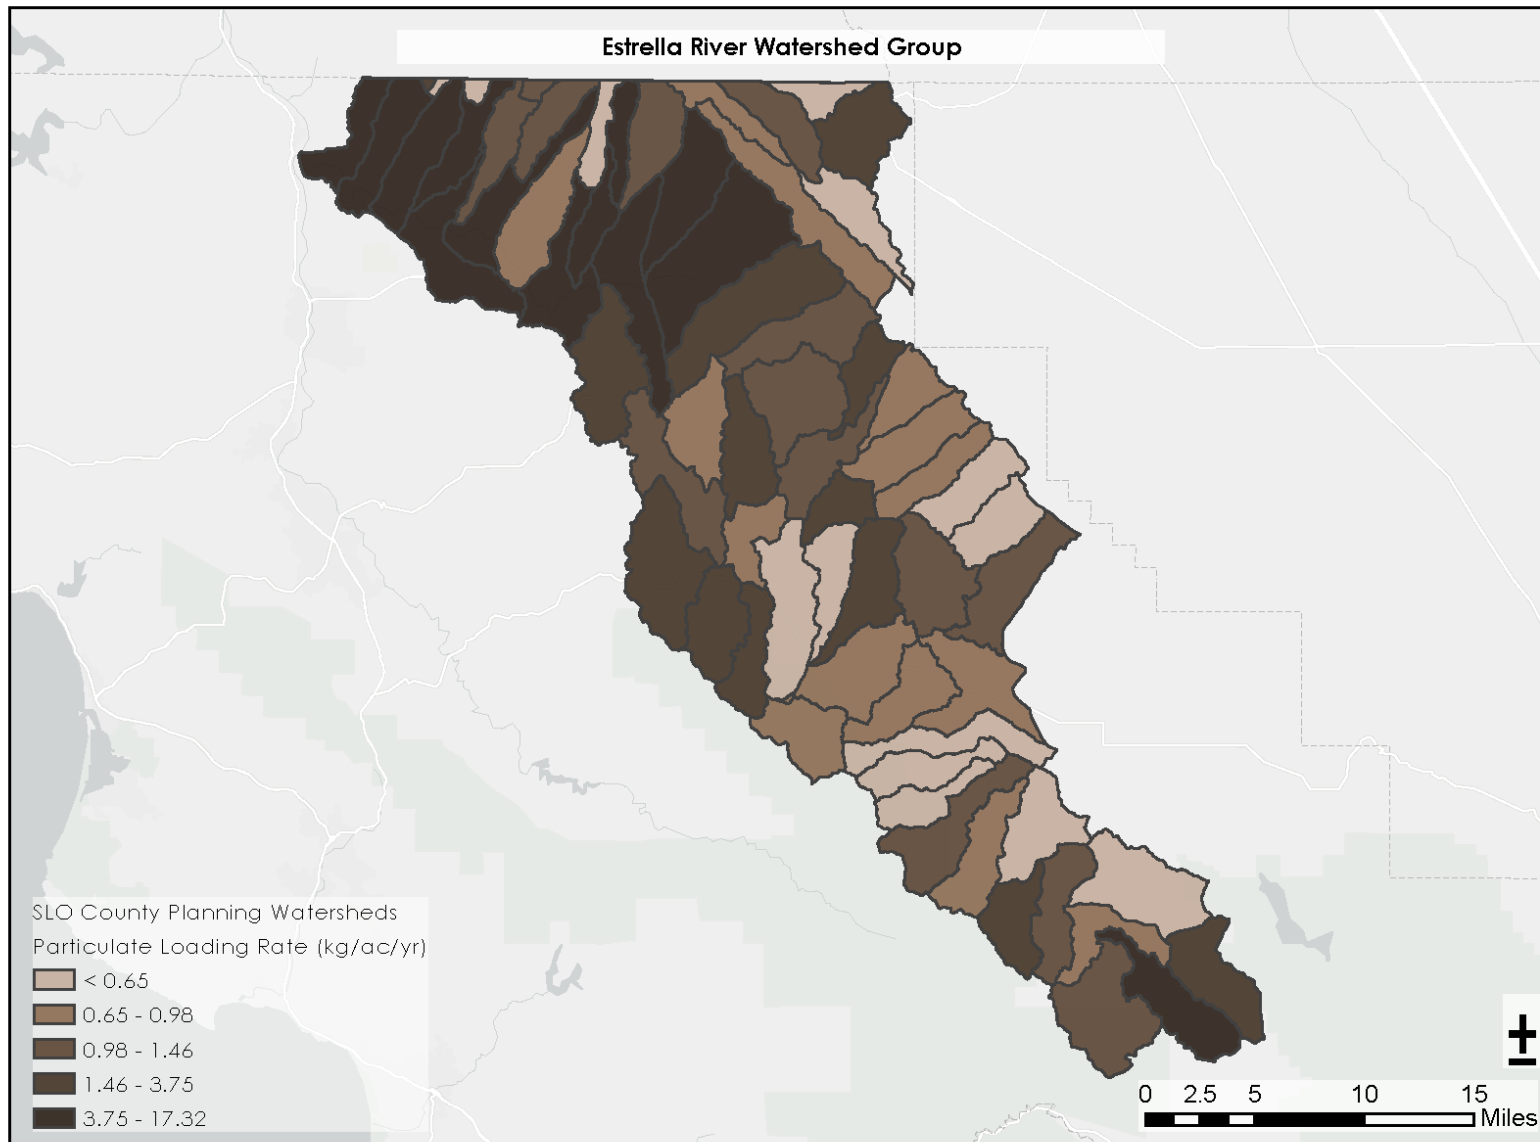 Estrella River Watershed Group
SLO County Planning Watersheds
Particulate Loading Rate (kg/ac/yr)
< 0.65
0.65 - 0.98
0.98 - 1.46
1.46 - 3.75
3.75 - 17.32
0 2.5 5 10 15
Miles